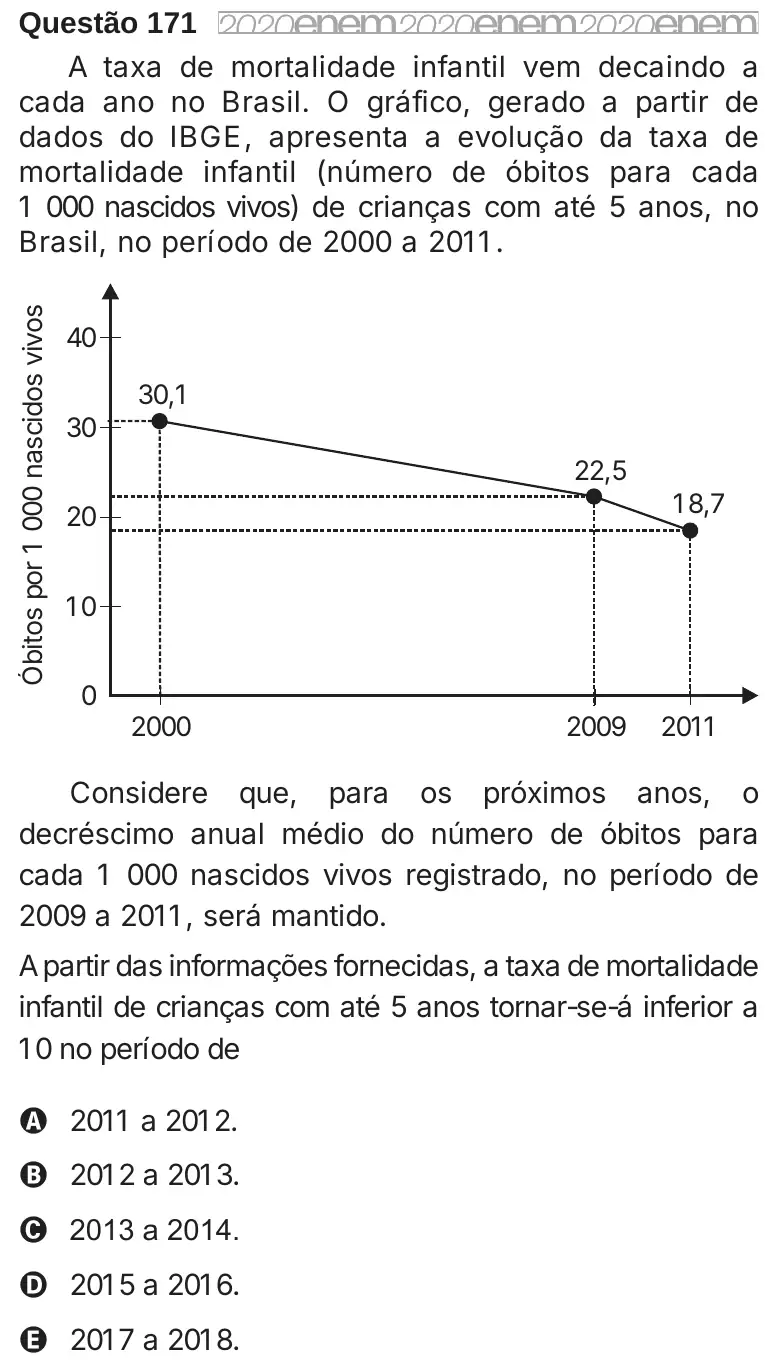 Questão 171 2020enem2020enem2020enem
A taxa de mortalidade infantil vem decaindo a
cada ano no Brasil. O gráfico, gerado a partir de
dados do IBGE, apresenta a evolução da taxa de
mortalidade infantil (número de óbitos para cada
1 000 nascidos vivos) de crianças com até 5 anos, no
Brasil, no período de 2000 a 2011.
Óbitos por 1 000 nascidos vivos
40
30,1
30
22,5
20
18,7
10
0
2000 2009 2011
Considere que, para os próximos anos, o
decréscimo anual médio do número de óbitos para
cada 1 000 nascidos vivos registrado, no período de
2009 a 2011, será mantido.
A partir das informações fornecidas, a taxa de mortalidade
infantil de crianças com até 5 anos tornar-se-á inferior a
10 no período de
A 2011 a 2012.
B 2012 a 2013.
C 2013 a 2014.
D 2015 a 2016.
E 2017 a 2018.